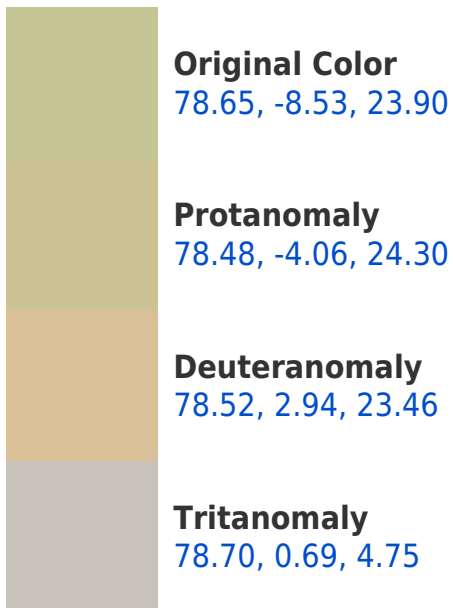 Original Color
78.65, -8.53, 23.90
Protanomaly
78.48, -4.06, 24.30
Deuteranomaly
78.52, 2.94, 23.46
Tritanomaly
78.70, 0.69, 4.75